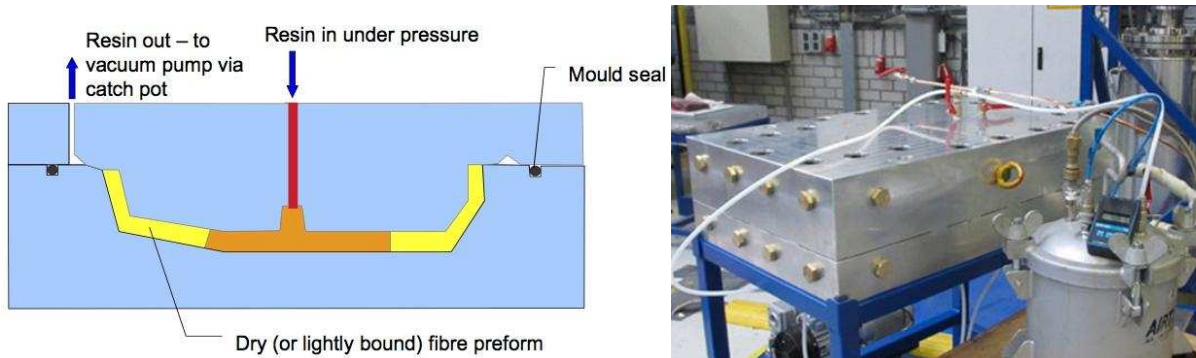 Resin out – to
vacuum pump via
catch pot
Resin in under pressure
Mould seal
Dry (or lightly bound) fibre preform